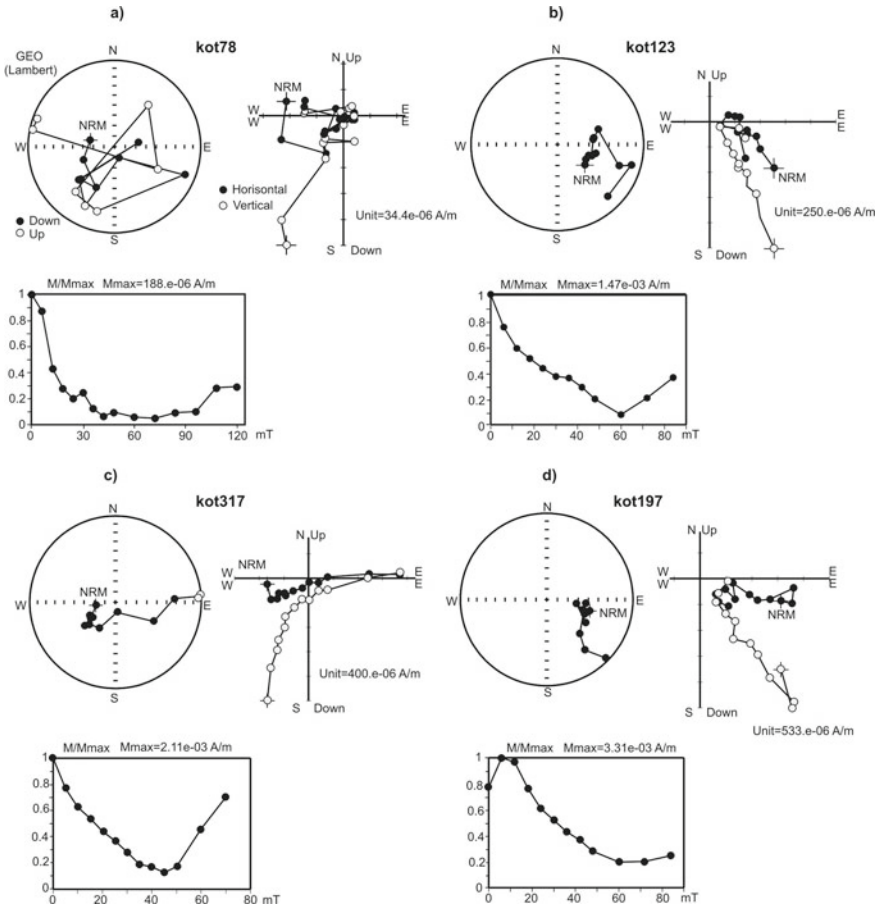 a)
kot78
GEO
(Lambert)
N
W
E
S
NRM
Down
Up
N Up
W
W
E
E
S Down
NRM
Horisontal
Vertical
Unit=34.4e-06 A/m
M/Mmax Mmax=188.e-06 A/m
1
0.8
0.6
0.4
0.2
0
0 30 60 90 120
mT
b)
kot123
N
W
E
S
NRM
N Up
W
W
E
E
S Down
NRM
Unit=250.e-06 A/m
M/Mmax Mmax=1.47e-03 A/m
1
0.8
0.6
0.4
0.2
0
0 20 40 60 80
mT
c)
kot317
N
W
E
S
NRM
N Up
W
W
E
E
S Down
NRM
Unit=400.e-06 A/m
M/Mmax Mmax=2.11e-03 A/m
1
0.8
0.6
0.4
0.2
0
0 20 40 60 80
mT
d)
kot197
N
W
E
S
NRM
N Up
W
W
E
E
S Down
NRM
Unit=533.e-06 A/m
M/Mmax Mmax=3.31e-03 A/m
1
0.8
0.6
0.4
0.2
0
0 20 40 60 80
mT